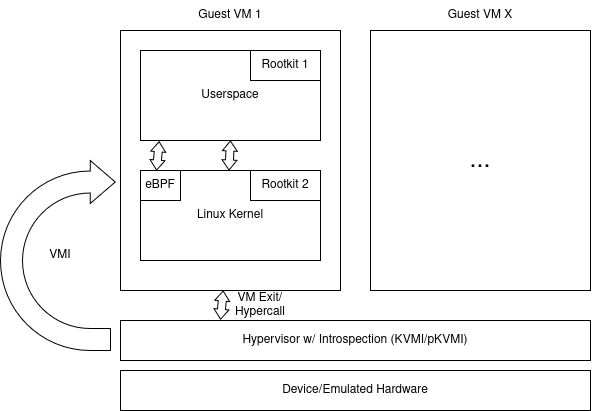 Guest VM 1
Guest VM X
Rootkit 1
Userspace
...
eBPF
Rootkit 2
Linux Kernel
VMI
VM Exit/
Hypercall
Hypervisor w/ Introspection (KVMI/pKVMI)
Device/Emulated Hardware